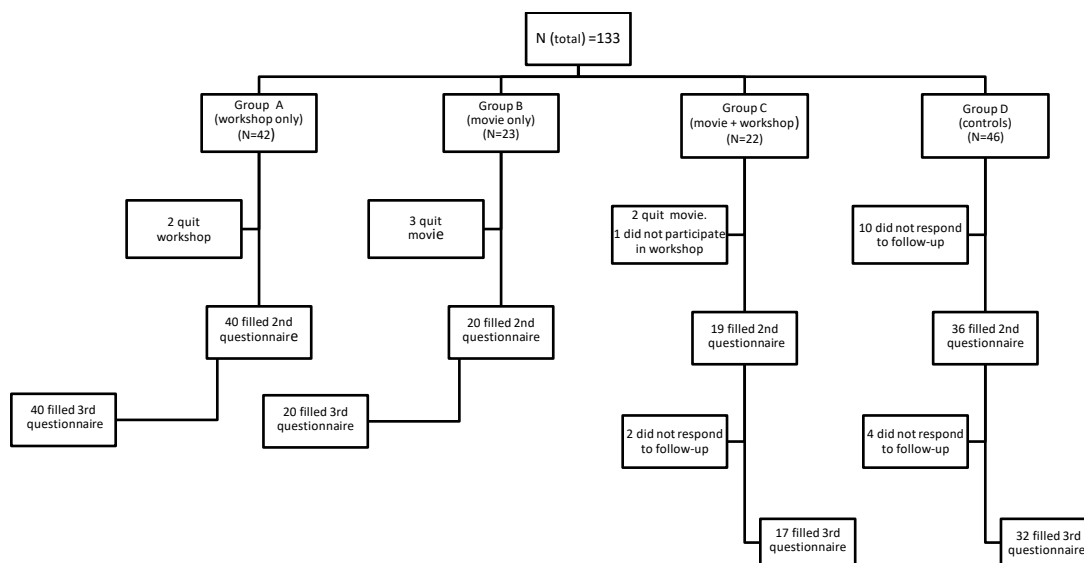 N (total) =133
Group A
(workshop only)
(N=42)
Group B
(movie only)
(N=23)
Group C
(movie + workshop)
(N=22)
Group D
(controls)
(N=46)
2 quit
workshop
3 quit
movie
2 quit movie.
1 did not participate
in workshop
10 did not respond
to follow-up
40 filled 2nd
questionnaire
20 filled 2nd
questionnaire
19 filled 2nd
questionnaire
36 filled 2nd
questionnaire
40 filled 3rd
questionnaire
20 filled 3rd
questionnaire
2 did not respond
to follow-up
4 did not respond
to follow-up
17 filled 3rd
questionnaire
32 filled 3rd
questionnaire